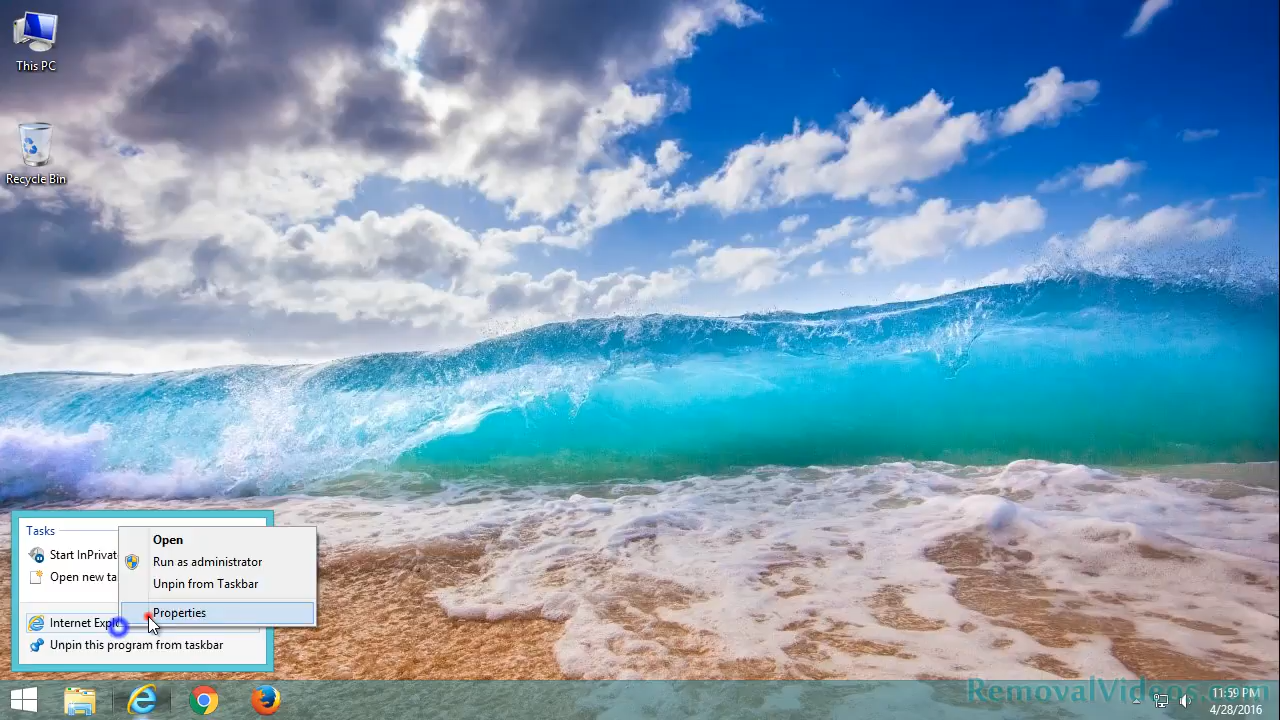 This PC
Recycle Bin
Tasks
Start InPrivat
Open new ta
Internet Expl
Unpin this program from taskbar
Open
Run as administrator
Unpin from Taskbar
Properties
RemovalVideos.com
11:59 PM
4/28/2016